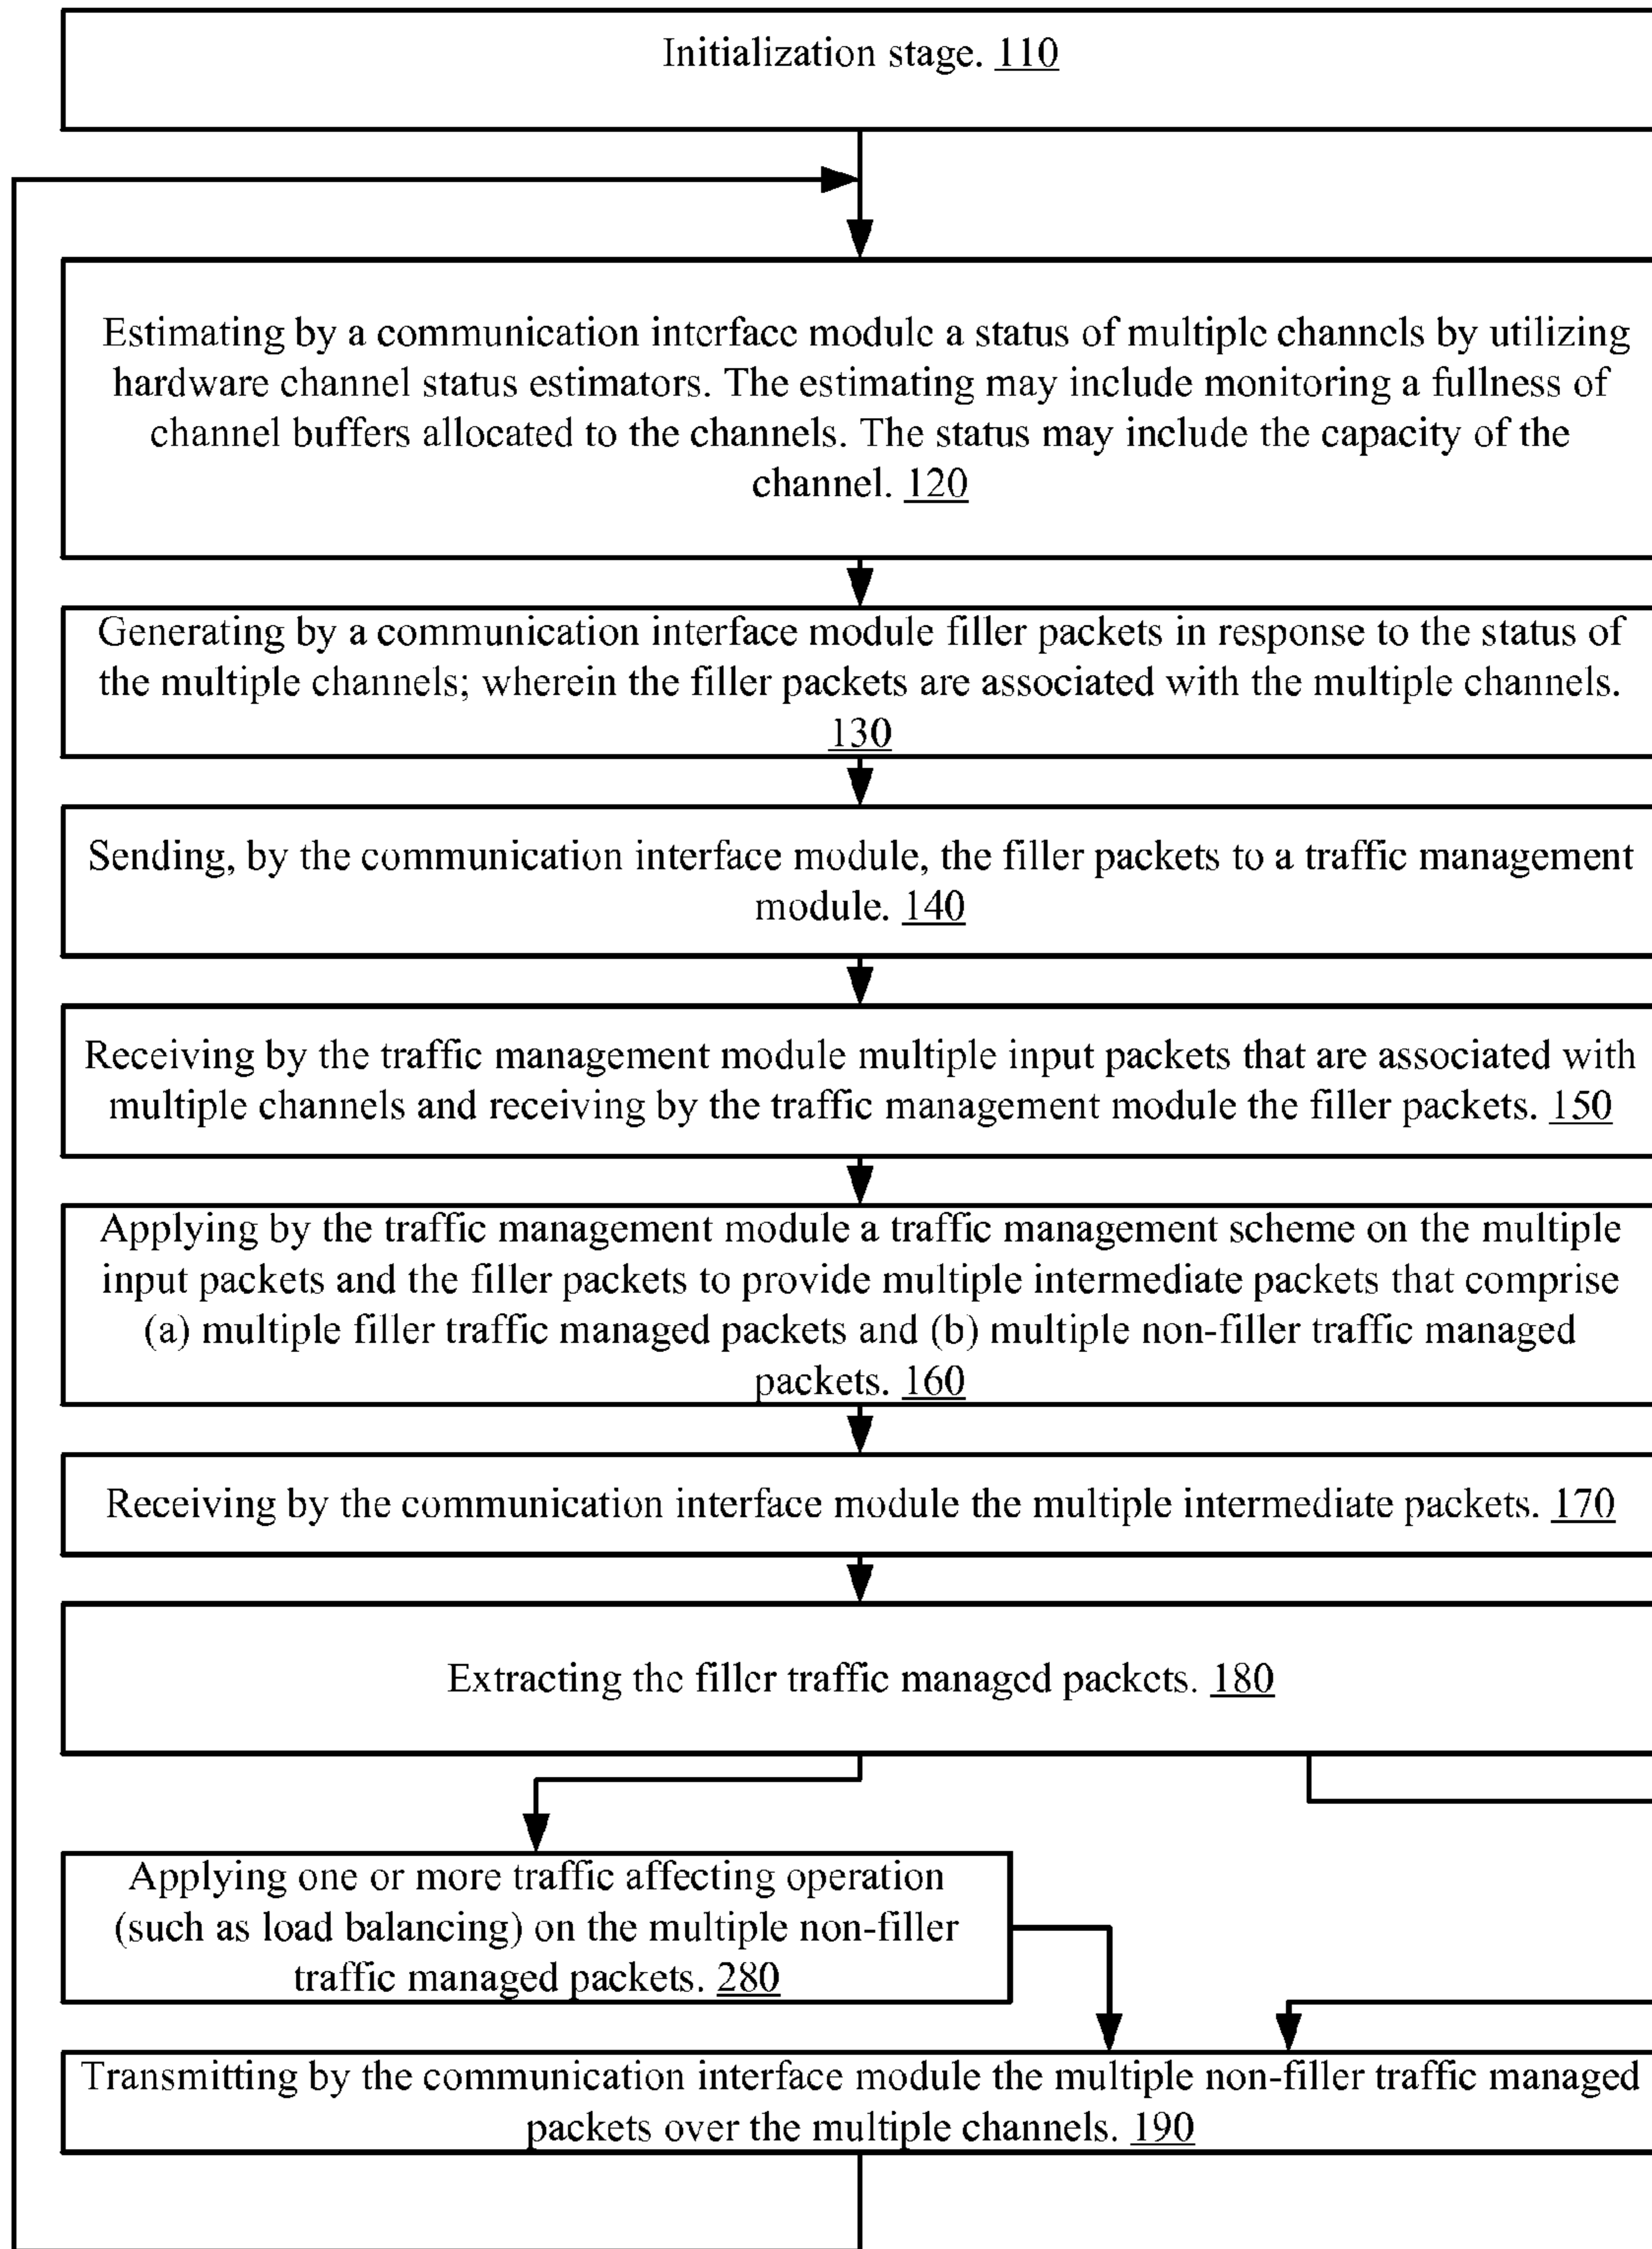 Initialization stage. 110
Estimating by a communication interface module a status of multiple channels by utilizing
hardware channel status estimators. The estimating may include monitoring a fullness of
channel buffers allocated to the channels. The status may include the capacity of the
channel. 120
Generating by a communication interface module filler packets in response to the status of
the multiple channels; wherein the filler packets are associated with the multiple channels.
130
Sending, by the communication interface module, the filler packets to a traffic management
module. 140
Receiving by the traffic management module multiple input packets that are associated with
multiple channels and receiving by the traffic management module the filler packets. 150
Applying by the traffic management module a traffic management scheme on the multiple
input packets and the filler packets to provide multiple intermediate packets that comprise
(a) multiple filler traffic managed packets and (b) multiple non-filler traffic managed
packets. 160
Receiving by the communication interface module the multiple intermediate packets. 170
Extracting the filler traffic managed packets. 180
Applying one or more traffic affecting operation
(such as load balancing) on the multiple non-filler
traffic managed packets. 280
Transmitting by the communication interface module the multiple non-filler traffic managed
packets over the multiple channels. 190